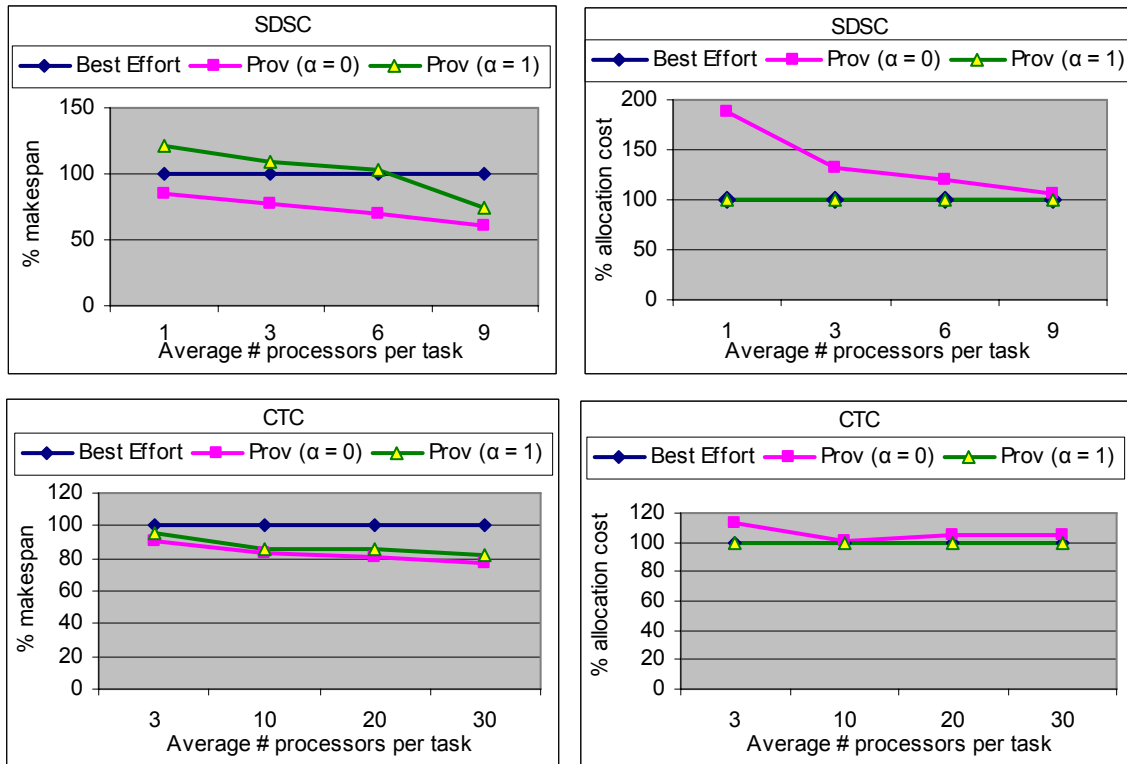 SDSC
Best Effort Prov (α = 0) Prov (α = 1)
150
100
50
0
% makespan
1 3 6 9
Average # processors per task
SDSC
Best Effort Prov (α = 0) Prov (α = 1)
200
150
100
50
0
% allocation cost
1 3 6 9
Average # processors per task
CTC
Best Effort Prov (α = 0) Prov (α = 1)
120
100
80
60
40
20
0
% makespan
3 10 20 30
Average # processors per task
CTC
Best Effort Prov (α = 0) Prov (α = 1)
120
100
80
60
40
20
0
% allocation cost
3 10 20 30
Average # processors per task